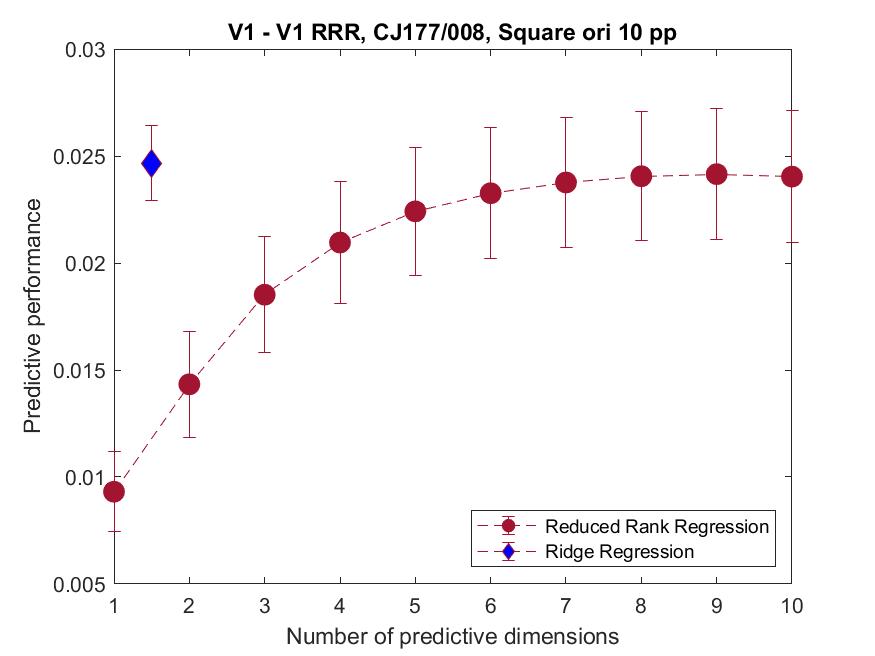 V1 - V1 RRR, CJ177/008, Square ori 10 pp
0.03
0.025
0.02
0.015
0.01
0.005
Predictive performance
1 2 3 4 5 6 7 8 9 10
Number of predictive dimensions
Reduced Rank Regression
Ridge Regression